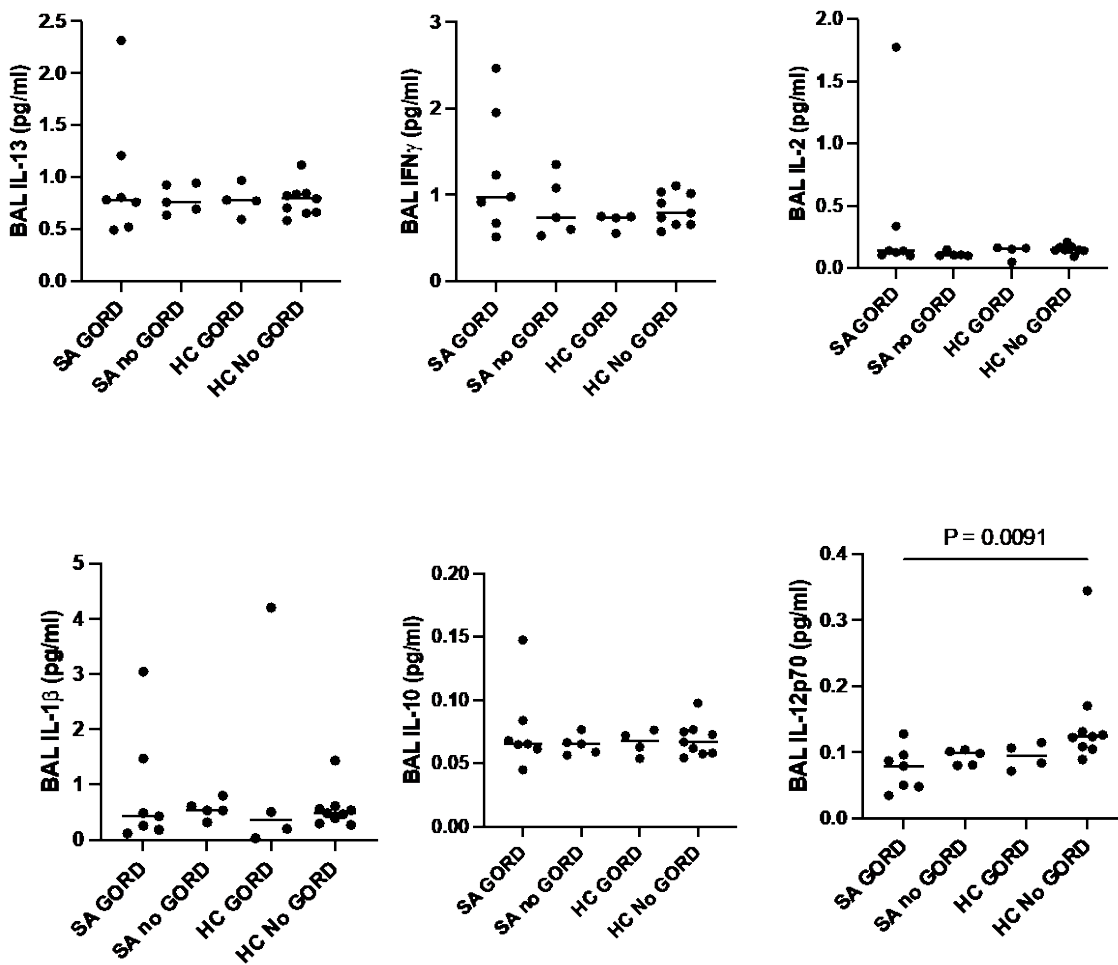 BAL IL-13 (pg/ml)
2.5
2.0
1.5
1.0
0.5
0.0
SA GORD
SA no GORD
HC GORD
HC No GORD
BAL IFNγ (pg/ml)
3
2
1
0
SA GORD
SA no GORD
HC GORD
HC No GORD
BAL IL-2 (pg/ml)
2.0
1.5
1.0
0.5
0.0
SA GORD
SA no GORD
HC GORD
HC No GORD
BAL IL-1β (pg/ml)
5
4
3
2
1
0
SA GORD
SA no GORD
HC GORD
HC No GORD
BAL IL-10 (pg/ml)
0.20
0.15
0.10
0.05
0.00
SA GORD
SA no GORD
HC GORD
HC No GORD
P = 0.0091
BAL IL-12p70 (pg/ml)
0.4
0.3
0.2
0.1
0.0
SA GORD
SA no GORD
HC GORD
HC No GORD